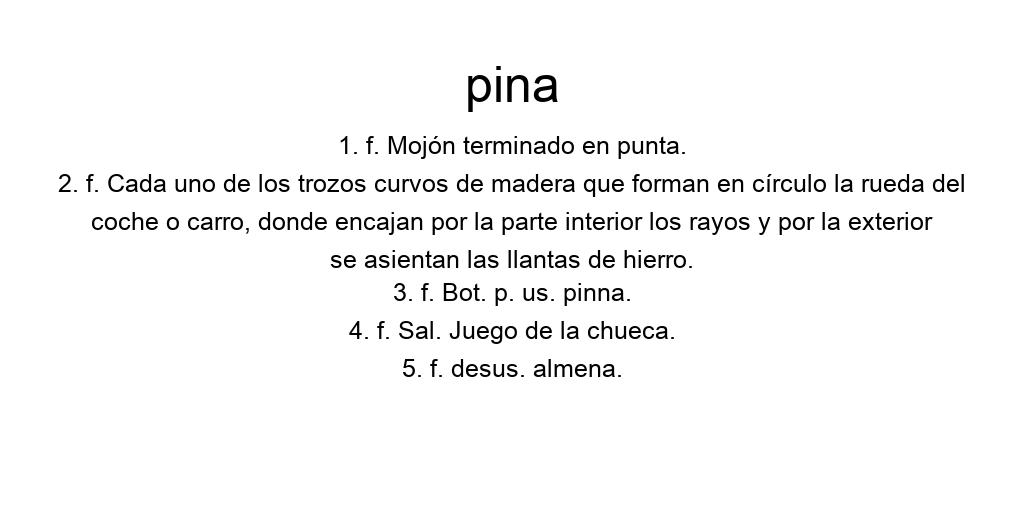 pina
1. f. Mojón terminado en punta.
2. f. Cada uno de los trozos curvos de madera que forman en círculo la rueda del
coche o carro, donde encajan por la parte interior los rayos y por la exterior
se asientan las llantas de hierro.
3. f. Bot. p. us. pinna.
4. f. Sal. Juego de la chueca.
5. f. desus. almena.